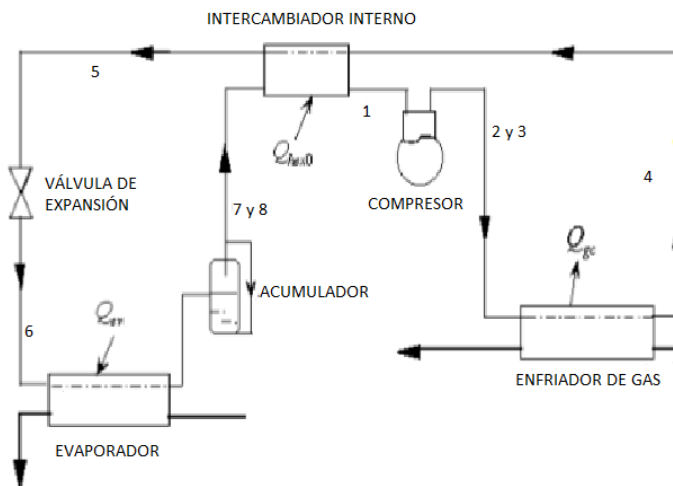 INTERCAMBIADOR INTERNO
5
1
2 y 3
VÁLVULA DE
EXPANSIÓN
COMPRESOR
4
7 y 8
Qgc
ACUMULADOR
6
ENFRIADOR DE GAS
EVAPORADOR